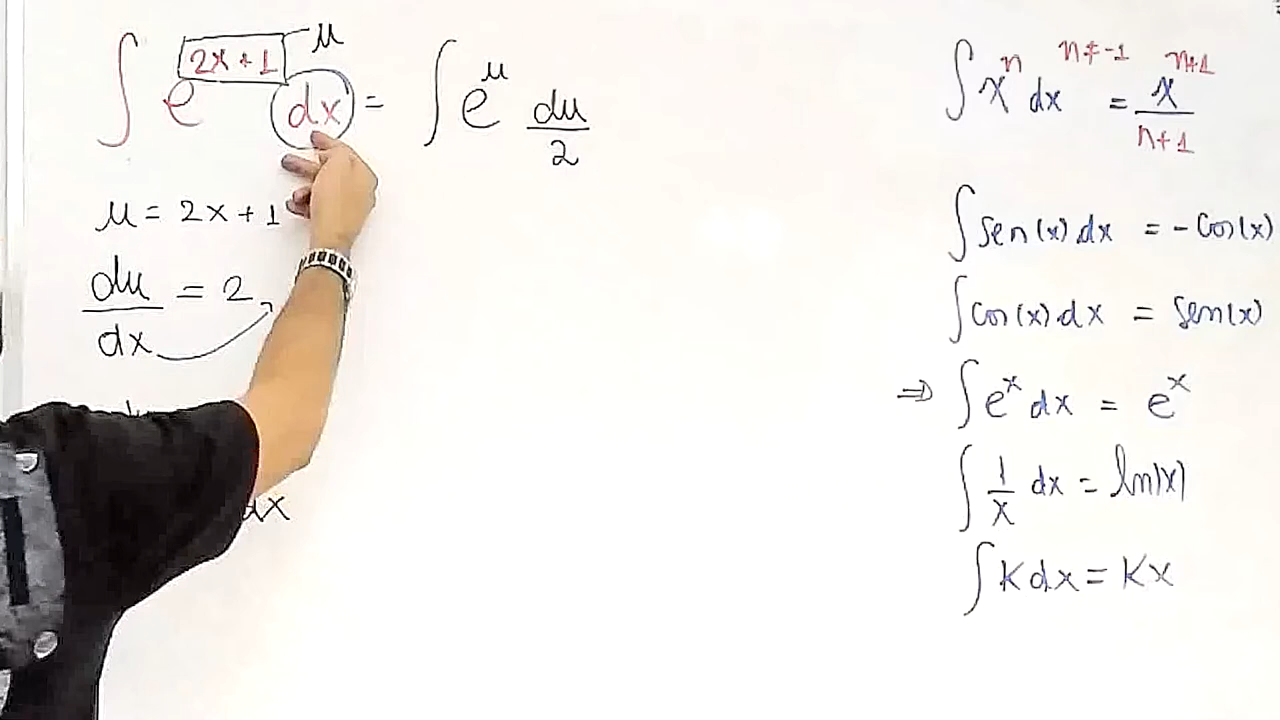 ∫ e^(2x+1) dx = ∫ e^μ du/2
μ
μ = 2x+1
du/dx = 2
dx
∫ x^n dx = x^(n+1)/(n+1)
n≠-1
∫ Sen(x) dx = -Cos(x)
∫ Cos(x) dx = Sen(x)
⇒ ∫ e^x dx = e^x
∫ 1/x dx = ln|x|
∫ K dx = Kx